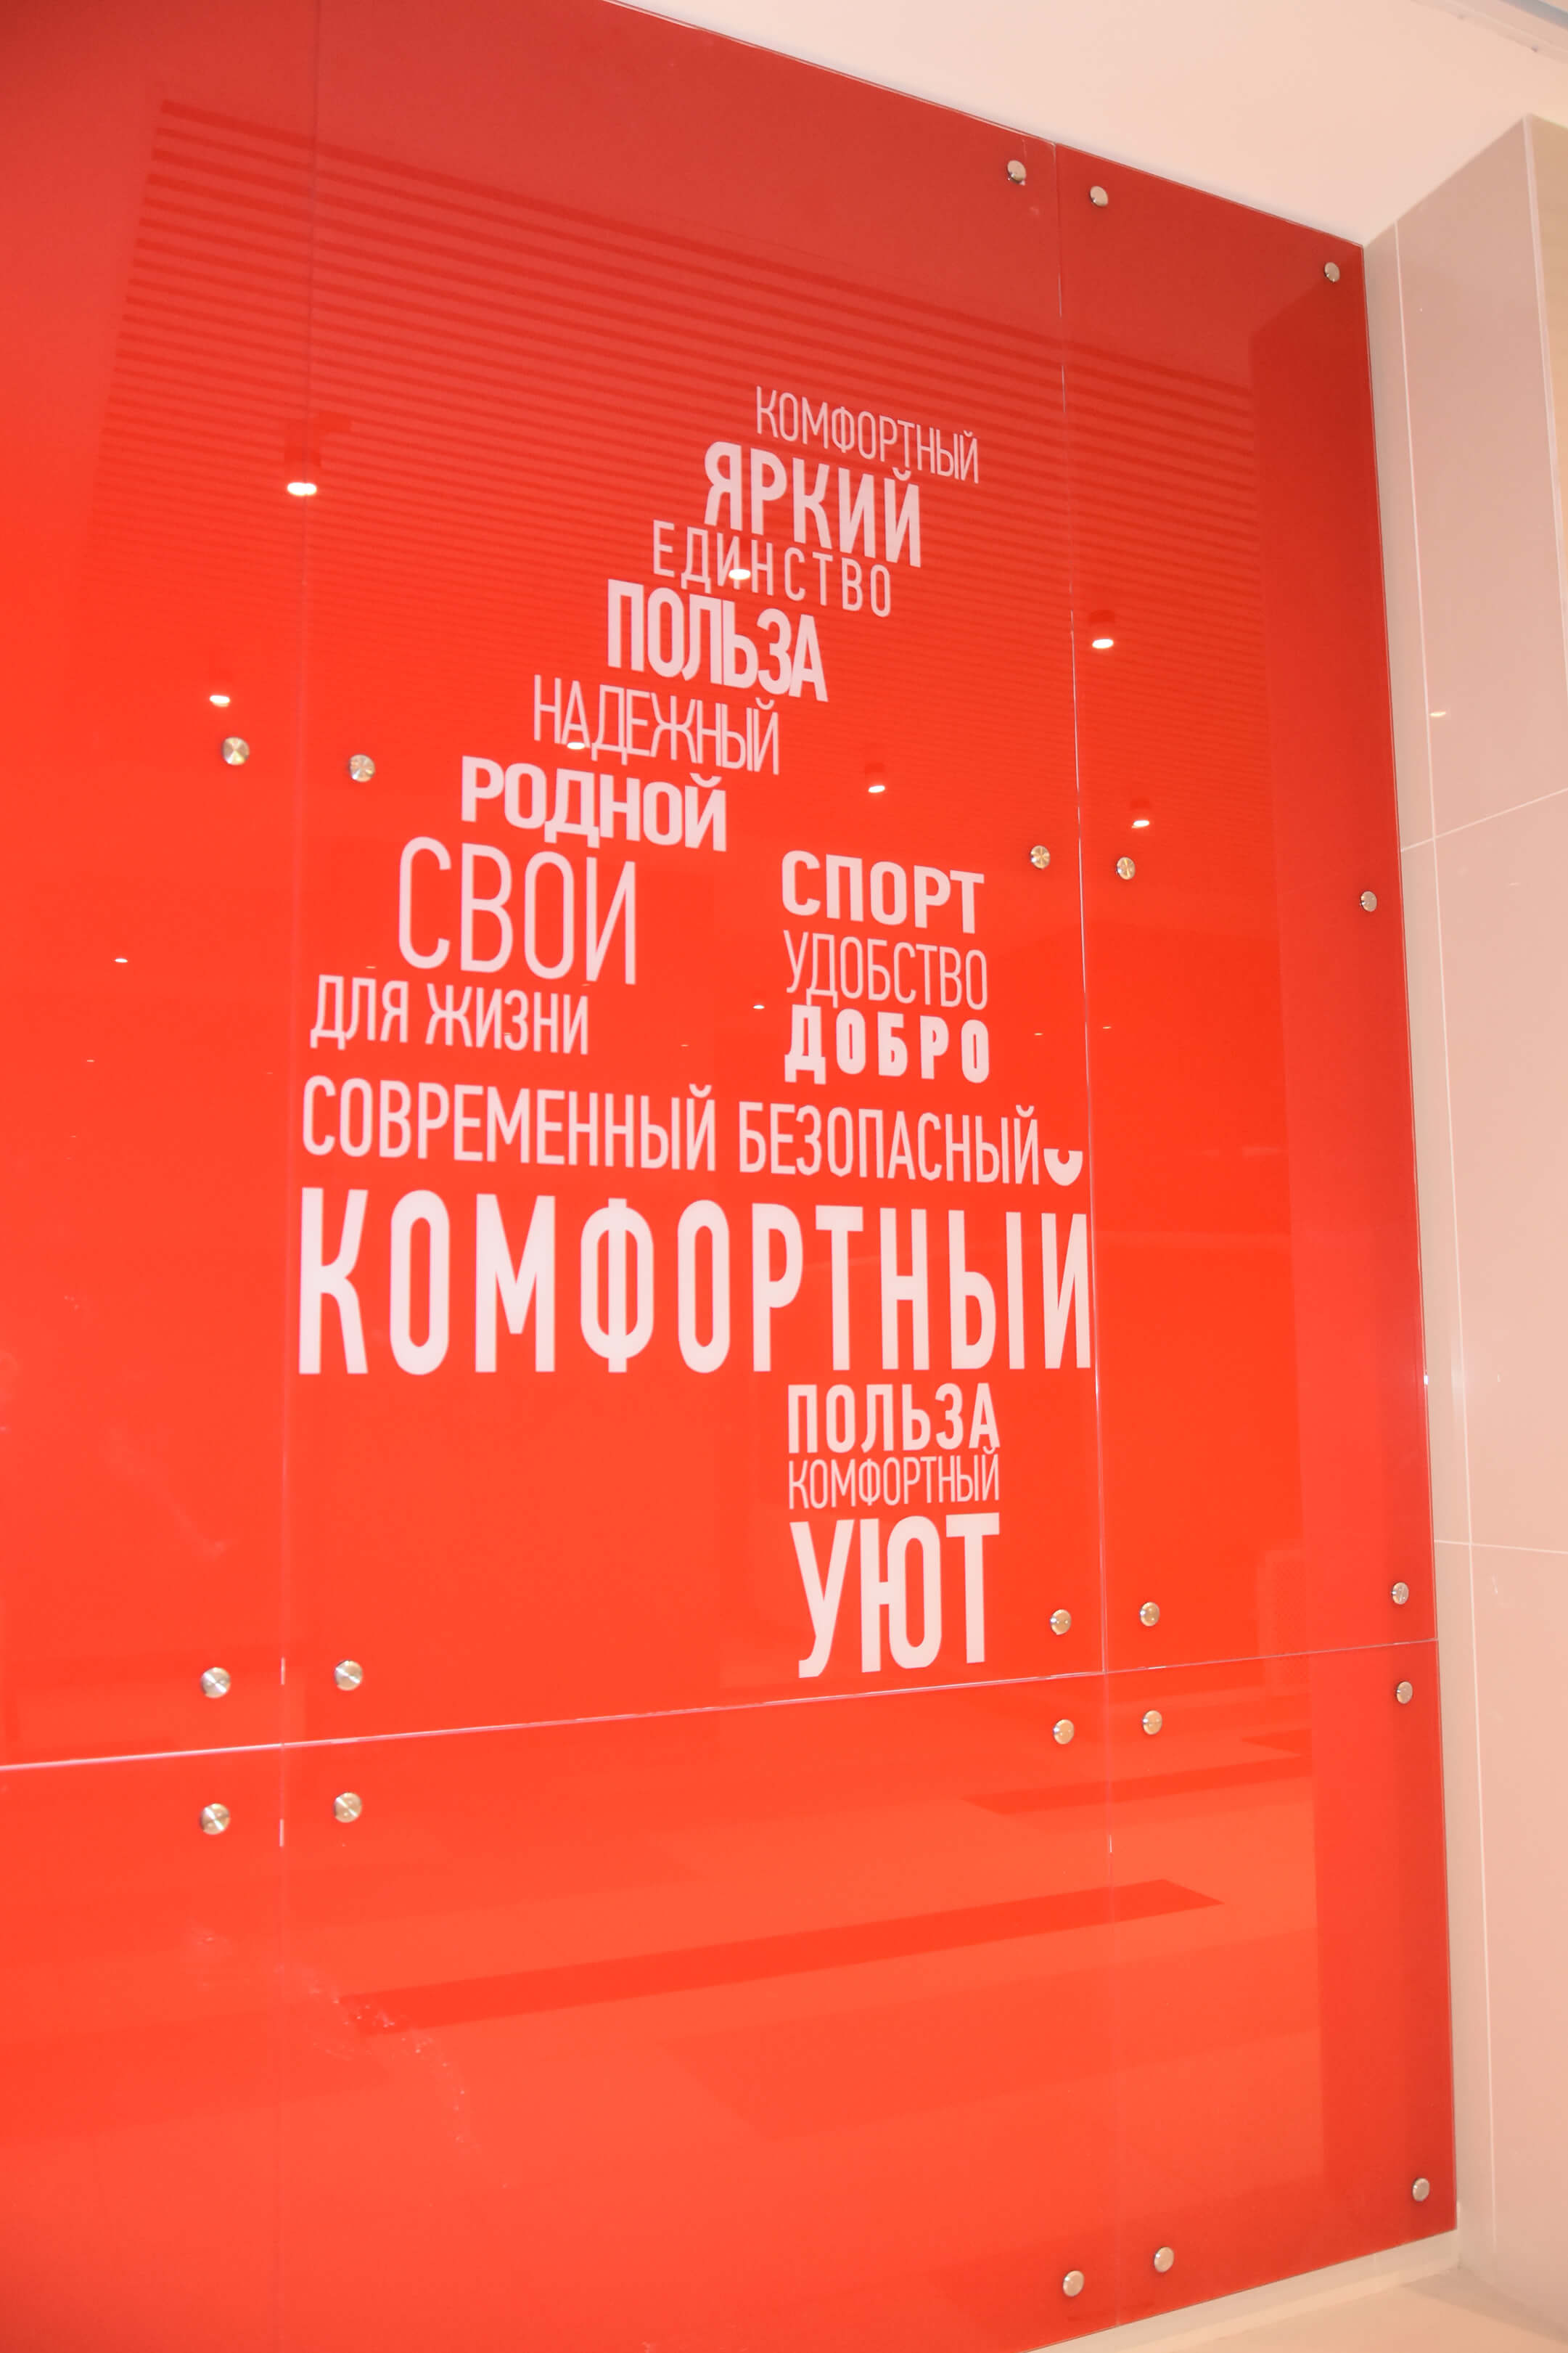 КОМФОРТНЫЙ
ЯРКИЙ
ЕДИНСТВО
ПОЛЬЗА
НАДЕЖНЫЙ
РОДНОЙ
СВОИ
СПОРТ
УДОБСТВО
ДОБРО
ДЛЯ ЖИЗНИ
СОВРЕМЕННЫЙ БЕЗОПАСНЫЙ
КОМФОРТНЫЙ
ПОЛЬЗА
КОМФОРТНЫЙ
УЮТ